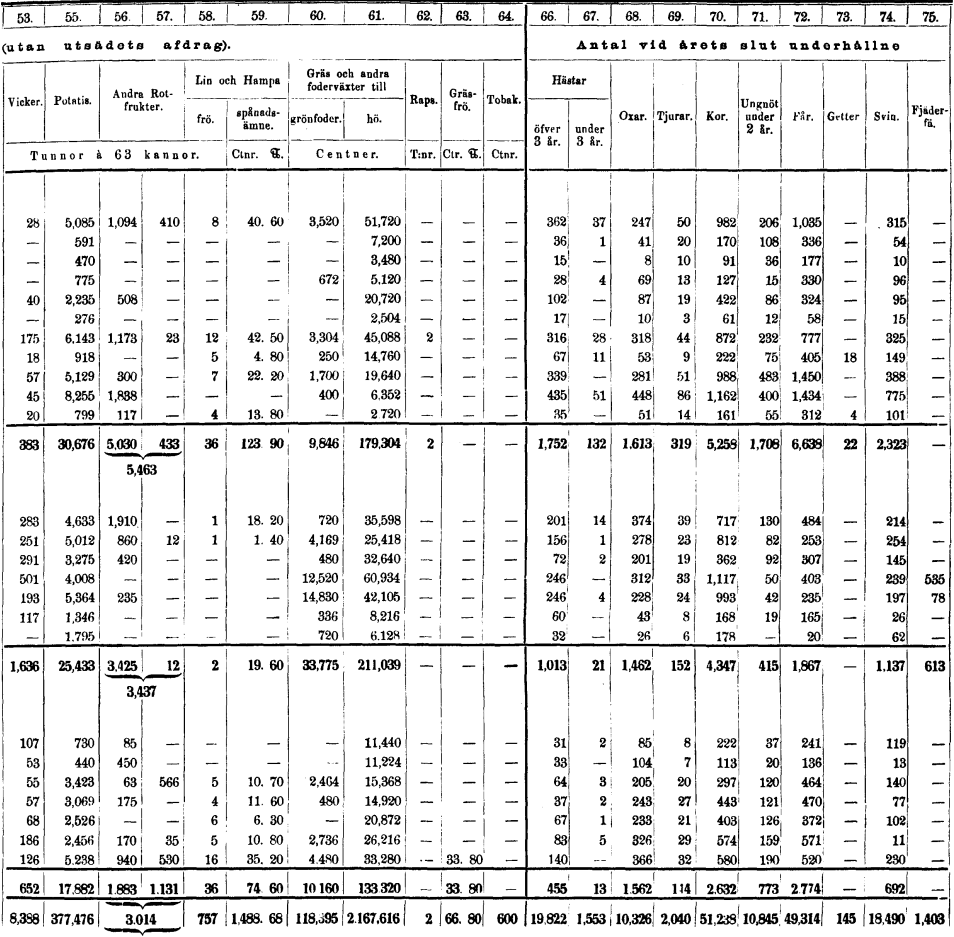 53. 55. 56. 57. 58. 59. 60. 61. 62. 63. 64. 66. 67. 68. 69. 70. 71. 72. 73. 74. 75.
(utan utsädets afdrag). Antal vid årets slut underhållne
Vicker. Potatis. Andra Rotfrukter. Lin och Hampa Gräs och andra foderväxter till Raps. Gräsfrö. Tobak. Hästar Oxar. Tjurar. Kor. Ungnöt under 2 år. Får. Getter Svin. Fjäderfä.
frö. spånadsämne. grönfoder. hö. öfver 3 år. under 3 år.
Tunnor à 63 kannor. Ctnr. ℔. Centner. T:nr. Ctr. ℔. Ctnr.
28 5,085 1,094 410 8 40. 60 3,520 51,720 — — — 362 37 247 50 982 206 1,035 — 315
— 591 — — — — — 7,200 — — — 36 1 41 20 170 108 336 — 54 —
— 470 — — — — — 3,480 — — — 15 — 8 10 91 36 177 — 10 —
— 775 — — — — 672 5,120 — — — 28 4 69 13 127 15 330 — 96 —
40 2,235 508 — — — — 20,720 — — — 102 — 87 19 422 86 324 — 95 —
— 276 — — — — — 2,504 — — — 17 — 10 3 61 12 58 — 15 —
175 6,143 1,173 23 12 42. 50 3,304 45,088 2 — — 316 28 318 44 872 232 777 — 325 —
18 918 — — 5 4. 80 250 14,760 — — — 67 11 53 9 222 75 405 18 149 —
57 5,129 300 — 7 22. 20 1,700 19,640 — — — 339 — 281 51 988 483 1,450 — 388 —
45 8,255 1,838 — — — 400 6,352 — — — 435 51 448 86 1,162 400 1,434 — 775 —
20 799 117 — 4 13. 80 — 2 720 — — — 35 — 51 14 161 55 312 4 101 —
383 30,676 5,030 433 36 123 90 9,846 179,304 2 — — 1,752 132 1.613 319 5,258 1,708 6,638 22 2,323 —
5,463
283 4,633 1,910 — 1 18. 20 720 35,598 — — — 201 14 374 39 717 130 484 — 214 —
251 5,012 860 12 1 1. 40 4,169 25,418 — — — 156 1 278 23 812 82 253 — 254 —
291 3,275 420 — — — 480 32,640 — — — 72 2 201 19 362 92 307 — 145 —
501 4,008 — — — — 12,520 60,934 — — — 246 — 312 33 1,117 50 403 — 239 535
193 5,364 235 — — — 14,830 42,105 — — — 246 4 228 24 993 42 235 — 197 78
117 1,346 — — — — 336 8,216 — — — 60 — 43 8 168 19 165 — 26 —
— 1.795 — — — — 720 6.128 — — — 32 — 26 6 178 — 20 — 62 —
1,636 25,433 3,425 12 2 19. 60 33,775 211,039 — — — 1,013 21 1,462 152 4,347 415 1,867 — 1.137 613
3,437
107 730 85 — — — — 11,440 — — — 31 2 85 8 222 37 241 — 119 —
53 440 450 — — — — 11,224 — — — 33 — 104 7 113 20 136 — 13 —
55 3,423 63 566 5 10. 70 2,464 15,368 — — — 64 3 205 20 297 120 464 — 140 —
57 3,069 175 — 4 11. 60 480 14,920 — — — 37 2 243 27 443 121 470 — 77 —
68 2,526 — — 6 6. 30 — 20,872 — — — 67 1 233 21 403 126 372 — 102 —
186 2,456 170 35 5 10. 80 2,736 26,216 — — — 83 5 326 29 574 159 571 — 11 —
126 5.238 940 530 16 35. 20 4.480 33,280 — 33. 80 — 140 — 366 32 580 190 520 — 230 —
652 17.882 1.883 1.131 36 74 60 10 160 133 320 — 33. 80 — 455 13 1.562 134 2.632 773 2.774 — 692 —
8,388 377,476 3.014 757 1,488. 68 118,395 2.167,616 2 66. 80 600 19,822 1,553 10,326 2,040 51,238 10,845 49,314 145 18,490 1,403